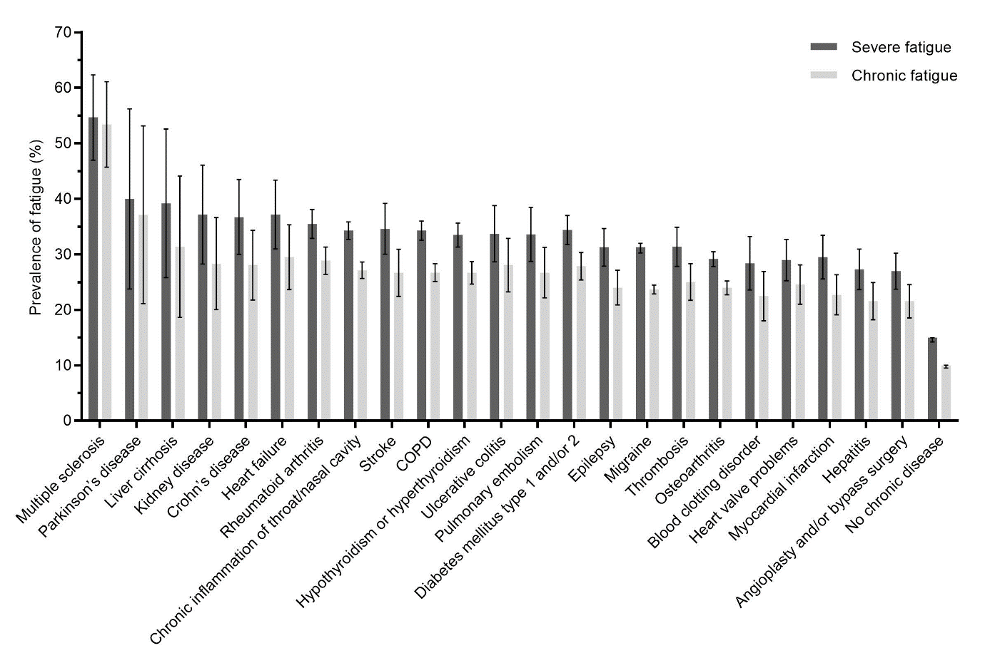 70
60
50
40
30
20
10
0
Prevalence of fatigue (%)
Severe fatigue
Chronic fatigue
Multiple sclerosis
Parkinson's disease
Liver cirrhosis
Kidney disease
Crohn's disease
Heart failure
Rheumatoid arthritis
Chronic inflammation of throat/nasal cavity
Stroke
COPD
Hypothyroidism or hyperthyroidism
Ulcerative colitis
Pulmonary embolism
Diabetes mellitus type 1 and/or 2
Epilepsy
Migraine
Thrombosis
Osteoarthritis
Blood clotting disorder
Heart valve problems
Myocardial infarction
Hepatitis
Angioplasty and/or bypass surgery
No chronic disease